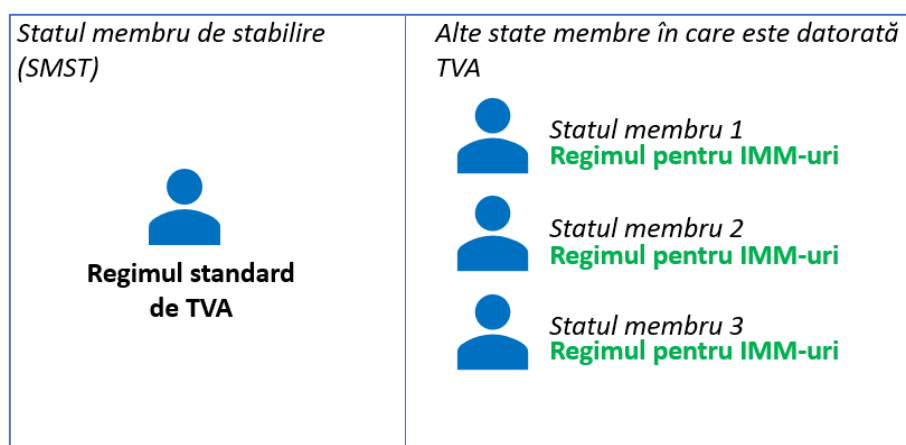 Statul membru de stabilire
(SMST)
Regimul standard
de TVA
Alte state membre în care este datorată
TVA
Statul membru 1
Regimul pentru IMM-uri
Statul membru 2
Regimul pentru IMM-uri
Statul membru 3
Regimul pentru IMM-uri